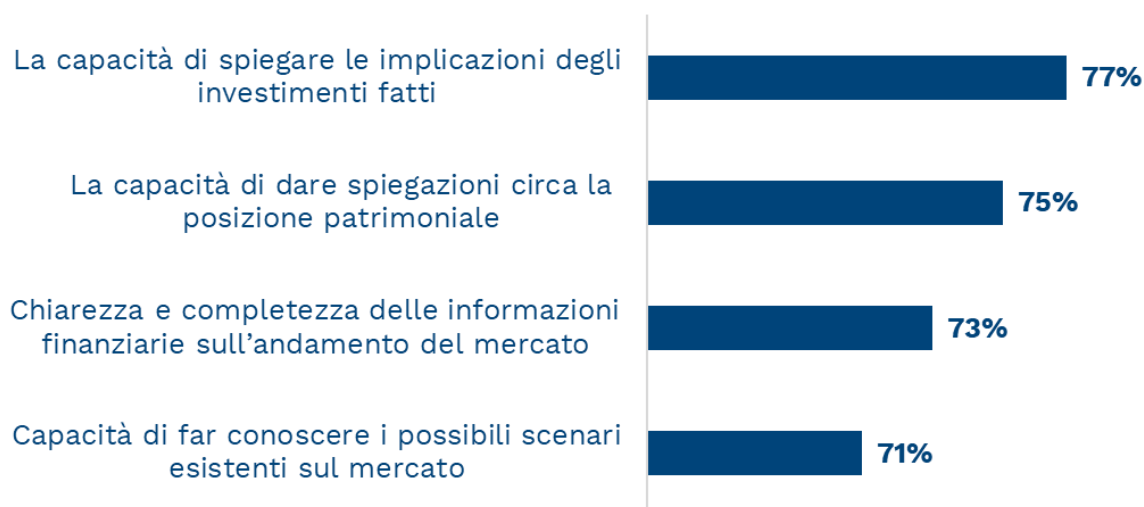 La capacità di spiegare le implicazioni degli
investimenti fatti
77%
La capacità di dare spiegazioni circa la
posizione patrimoniale
75%
Chiarezza e completezza delle informazioni
finanziarie sull’andamento del mercato
73%
Capacità di far conoscere i possibili scenari
esistenti sul mercato
71%